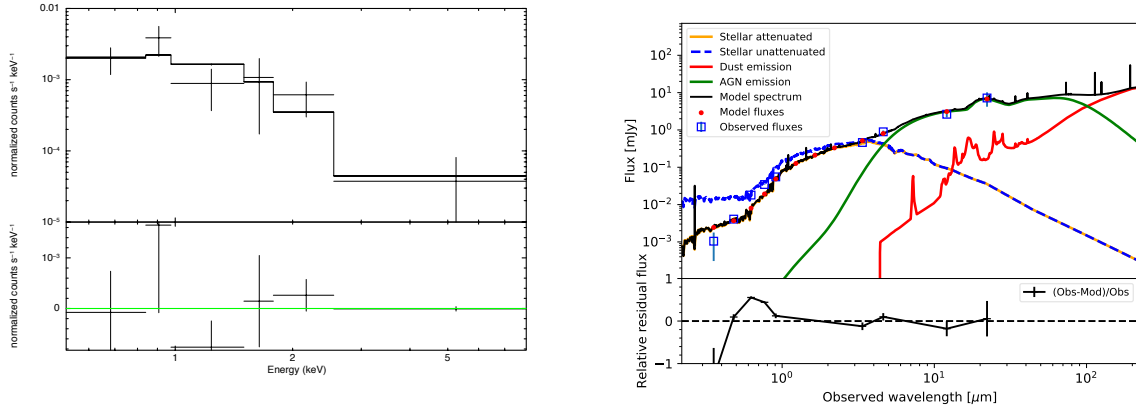 0.01
10⁻³
10⁻⁴
10⁻⁵
normalized counts s⁻¹ keV⁻¹
10⁻³
0
normalized counts s⁻¹ keV⁻¹
1
2
5
Energy (keV)
Stellar attenuated
Stellar unattenuated
Dust emission
AGN emission
Model spectrum
Model fluxes
Observed fluxes
10²
10¹
10⁰
10⁻¹
10⁻²
10⁻³
Flux [mJy]
(Obs-Mod)/Obs
1
0
−1
Relative residual flux
10⁰
10¹
10²
Observed wavelength [μm]